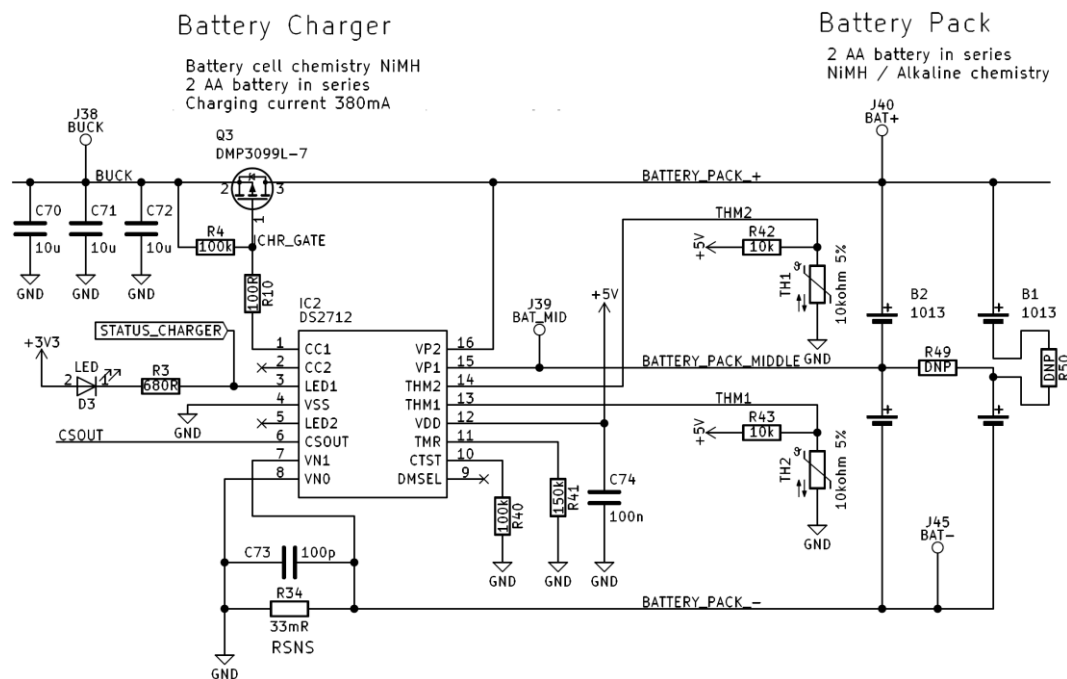 Battery Charger
Battery cell chemistry NiMH
2 AA battery in series
Charging current 380mA
Battery Pack
2 AA battery in series
NiMH / Alkaline chemistry
J38
BUCK
Q3
DMP3099L-7
J40
BAT+
BUCK
2
3
1
BATTERY_PACK_+
C70
10u
C71
10u
C72
10u
GND
GND
GND
R4
100k
ICHR_GATE
100R
R10
THM2
+5V
R42
10k
TH1
10kohm 5%
GND
IC2
DS2712
J39
BAT_MID
+5V
B2
1013
B1
1013
STATUS_CHARGER
+3V3
LED
2
1
D3
R3
680R
GND
CSOUT
1
CC1
2
CC2
3
LED1
4
VSS
5
LED2
6
CSOUT
7
VN1
8
VN0
VP2
16
VP1
15
THM2
14
THM1
13
VDD
12
TMR
11
CTST
10
DMSEL
9
BATTERY_PACK_MIDDLE
R49
DNP
DNP
R50
THM1
+5V
R43
10k
TH2
10kohm 5%
GND
100k
R40
GND
150k
R41
GND
C74
100n
GND
J45
BAT-
C73
100p
R34
33mR
RSNS
GND
BATTERY_PACK_-